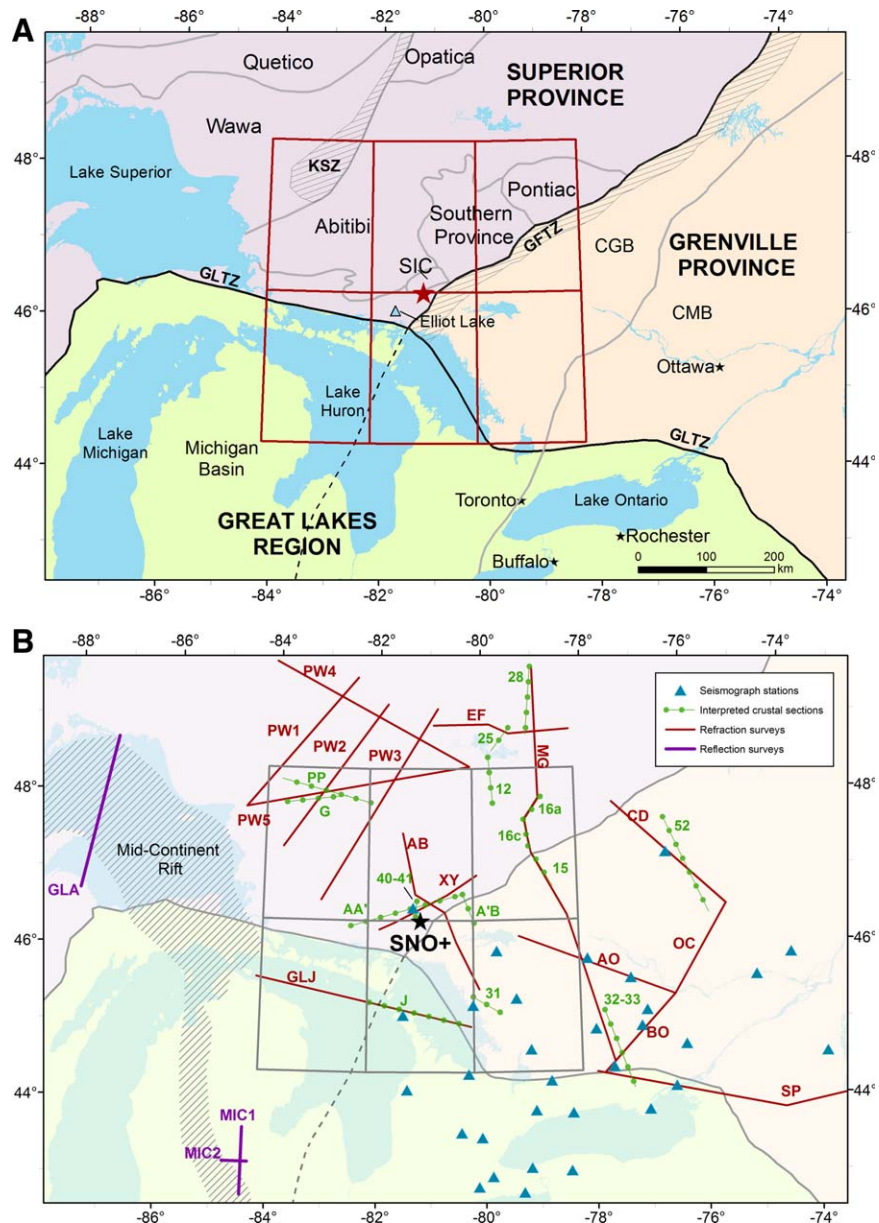 A
-86
-84
-82
-80
-78
-76
Quetico
Opatica
SUPERIOR
PROVINCE
Wawa
48°
48°
KSZ
Lake Superior
Pontiac
Abitibi
Southern
Province
GFTZ
CGB
GRENVILLE
PROVINCE
SIC
GLTZ
46°
46°
Elliot Lake
CMB
Ottawa
Lake
Huron
Lake
Michigan
Michigan
Basin
GLTZ
44°
44°
Toronto
Lake Ontario
GREAT LAKES
REGION
Rochester
Buffalo
0 100 200
km
-86
-84
-82
-80
-78
-76
-74
B
-88
-86
-84
-82
-80
-78
-76
-74
PW4
28
Seismograph stations
Interpreted crustal sections
Refraction surveys
Reflection surveys
EF
PW1
25
PW2
MG
PW3
48°
48°
PP
12
G
16a
PW5
CD
52
16c
AB
Mid-Continent
Rift
15
XY
40-41
GLA
AA'
A'B
46°
46°
SNO+
AO
OC
GLJ
31
J
32-33
BO
44°
44°
SP
MIC1
MIC2
-86
-84
-82
-80
-78
-76
-74